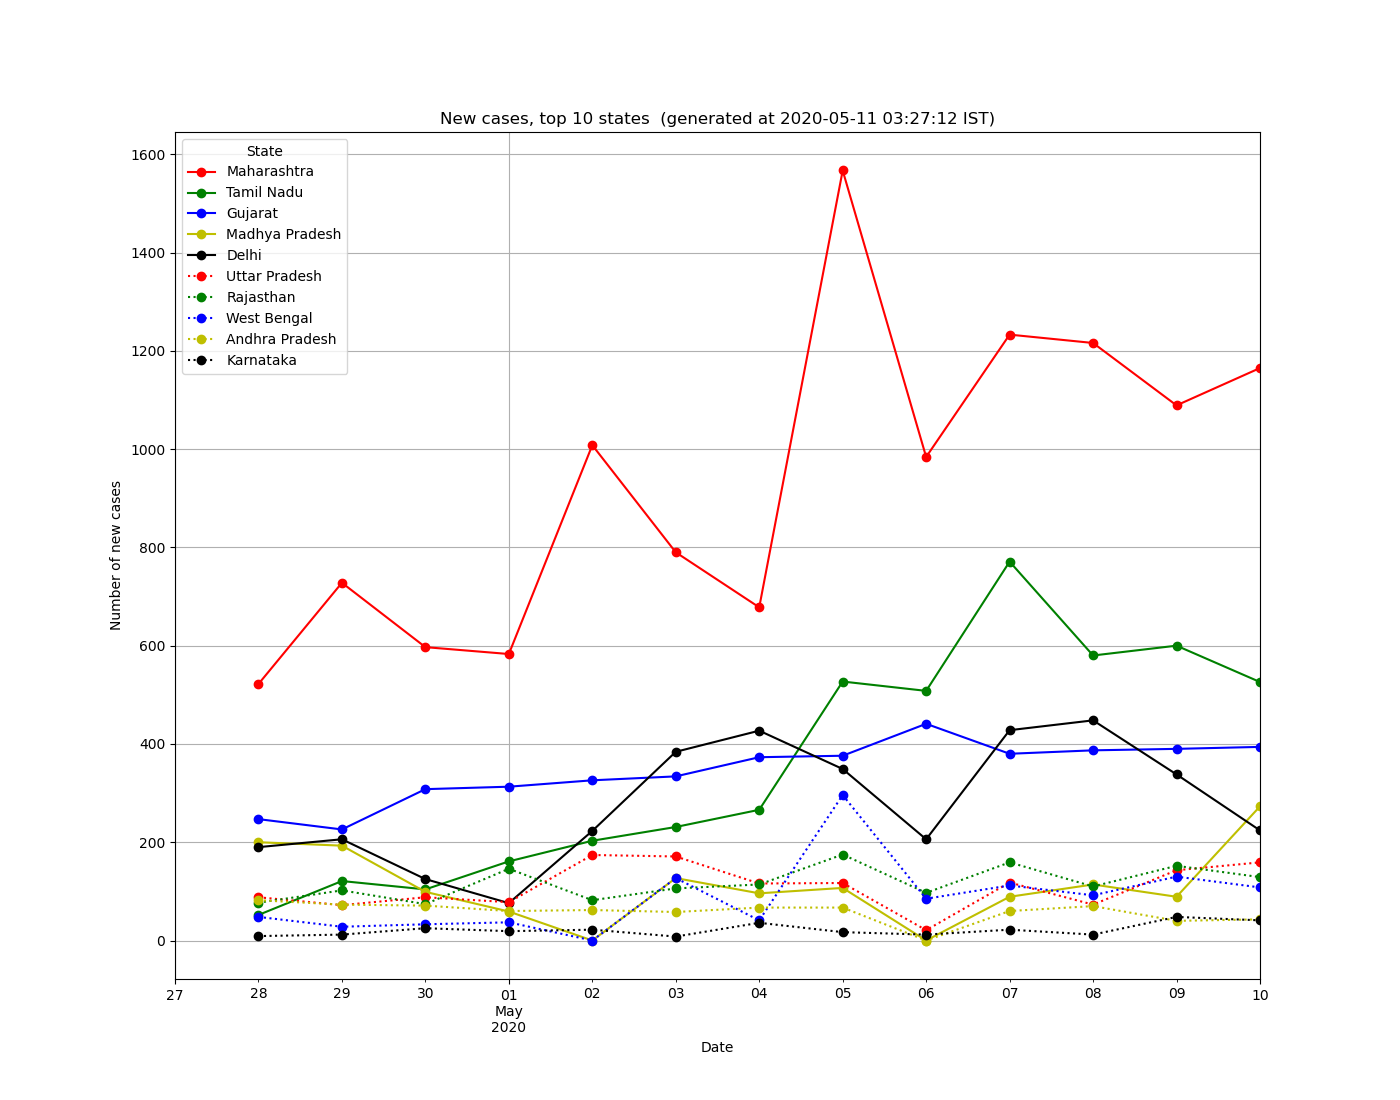 New cases, top 10 states  (generated at 2020-05-11 03:27:12 IST)
State
Maharashtra
Tamil Nadu
Gujarat
Madhya Pradesh
Delhi
Uttar Pradesh
Rajasthan
West Bengal
Andhra Pradesh
Karnataka
Number of new cases
1600
1400
1200
1000
800
600
400
200
0
27 28 29 30 01 02 03 04 05 06 07 08 09 10
May
2020
Date